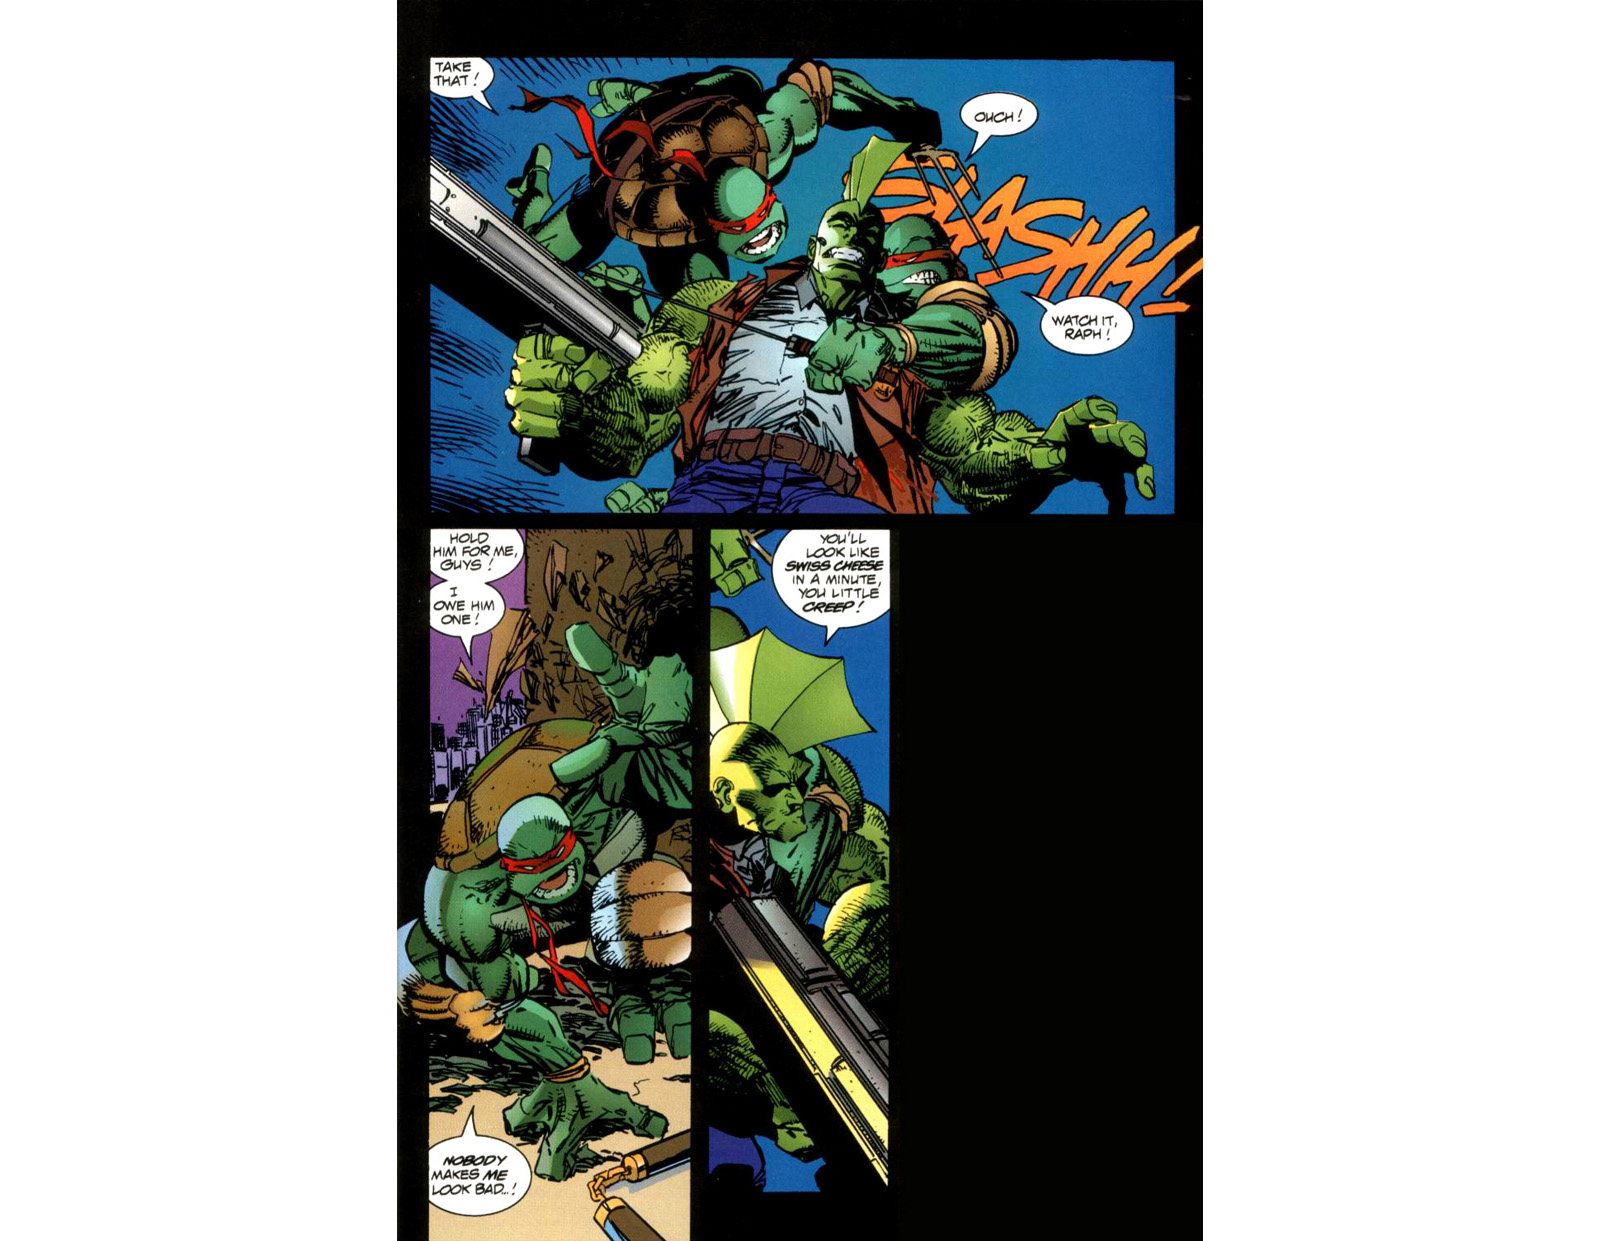 TAKE
THAT!
OUCH!
SLASHH!
WATCH IT,
RAPH!
HOLD
HIM FOR ME,
GUYS!
I
OWE HIM
ONE!
NOBODY
MAKES ME
LOOK BAD...!
YOU'LL
LOOK LIKE
SWISS CHEESE
IN A MINUTE,
YOU LITTLE
CREEP!